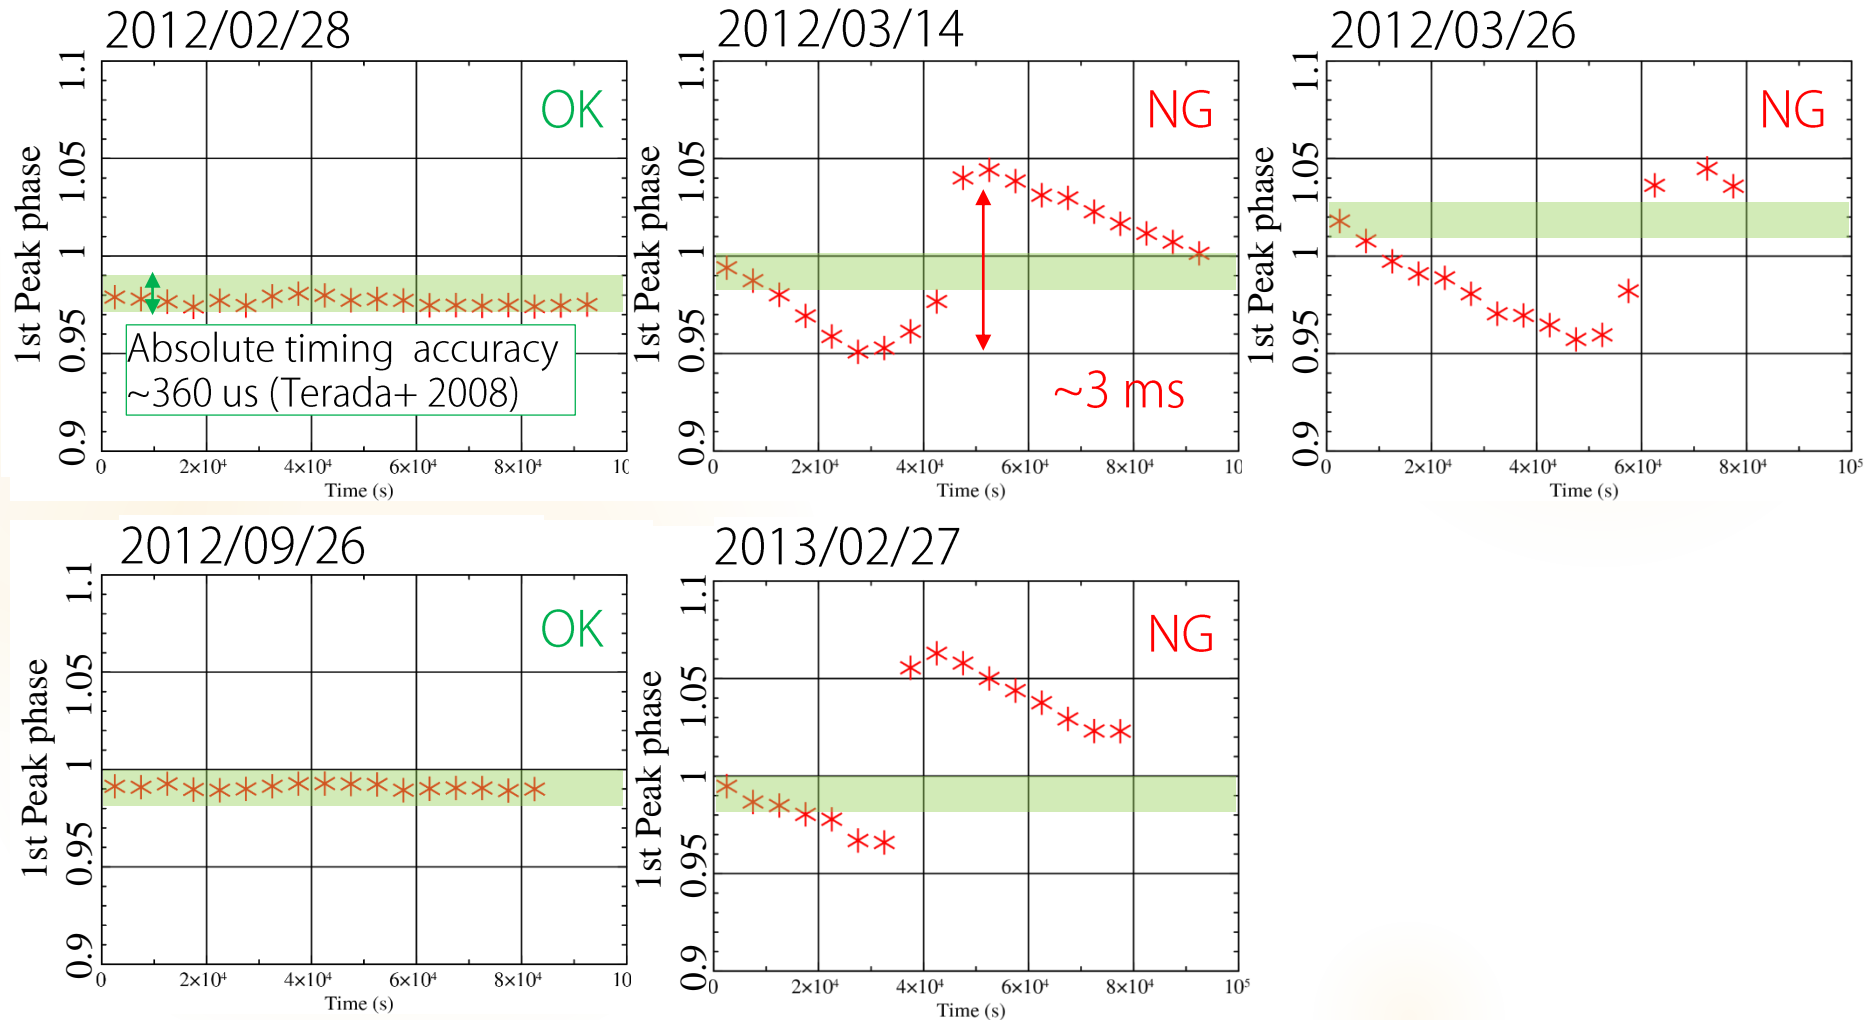 2012/02/28
OK
1st Peak phase
1.1
1.05
1
0.95
0.9
Absolute timing accuracy
~360 us (Terada+ 2008)
0 2×10⁴ 4×10⁴ 6×10⁴ 8×10⁴ 10
Time (s)
2012/03/14
NG
1st Peak phase
1.1
1.05
1
0.95
0.9
~3 ms
0 2×10⁴ 4×10⁴ 6×10⁴ 8×10⁴ 10
Time (s)
2012/03/26
NG
1st Peak phase
1.1
1.05
1
0.95
0.9
0 2×10⁴ 4×10⁴ 6×10⁴ 8×10⁴ 10⁵
Time (s)
2012/09/26
OK
1st Peak phase
1.1
1.05
1
0.95
0.9
0 2×10⁴ 4×10⁴ 6×10⁴ 8×10⁴ 10
Time (s)
2013/02/27
NG
1st Peak phase
1.1
1.05
1
0.95
0.9
0 2×10⁴ 4×10⁴ 6×10⁴ 8×10⁴ 10⁵
Time (s)